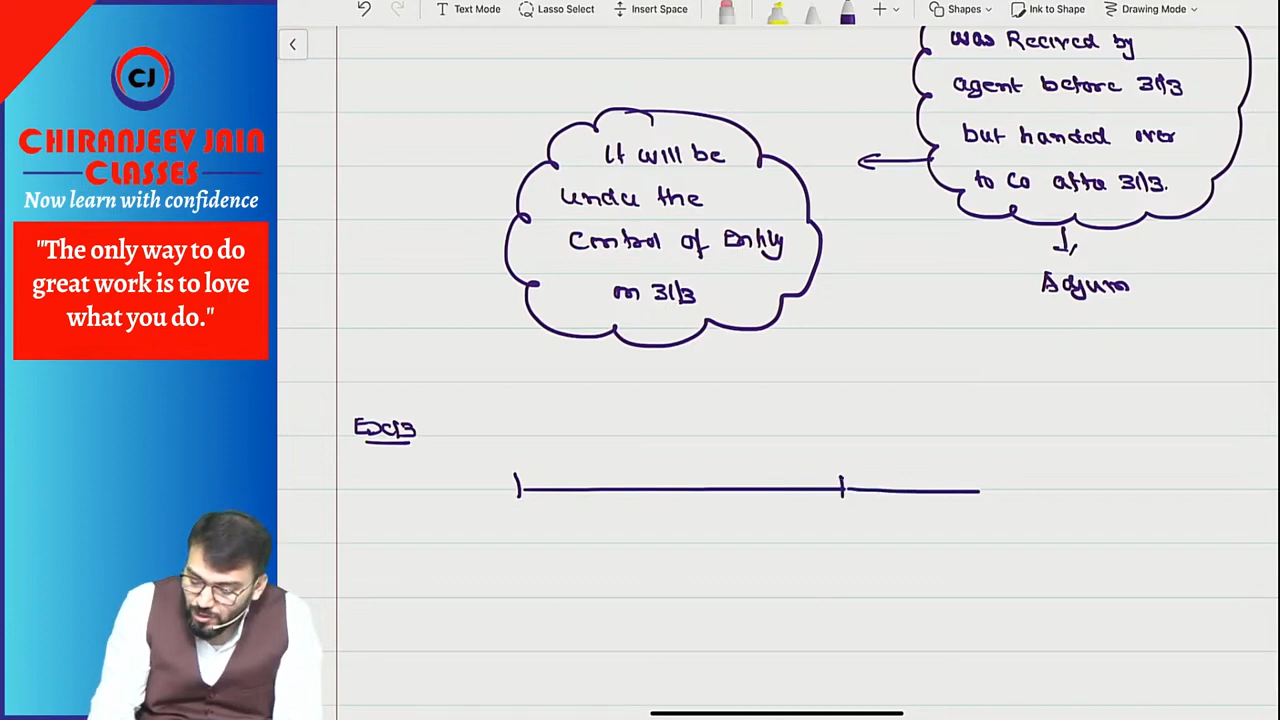 Text Mode
Lasso Select
Insert Space
Shapes
Ink to Shape
Drawing Mode
CJ
CHIRANJEEV JAIN
CLASSES
Now learn with confidence
"The only way to do
great work is to love
what you do."
was Recived by
agent before 31/3
but handed over
to Co after 31/3.
It will be
under the
Control of Entity
on 31/3